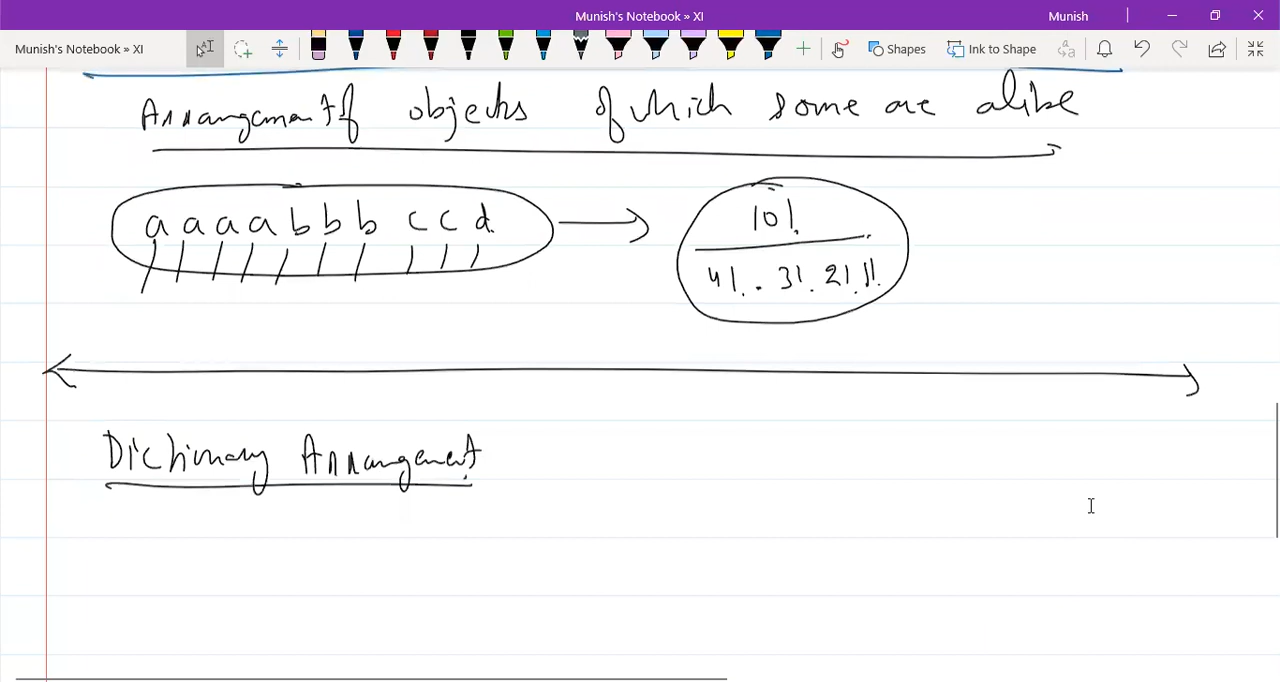 Munish's Notebook » XI
Munish
Munish's Notebook » XI
Shapes
Ink to Shape
Arrangement of objects of which some are alike
a a a a b b b c c d
10!
4! . 3! . 2! . 1!
Dictionary Arrangement